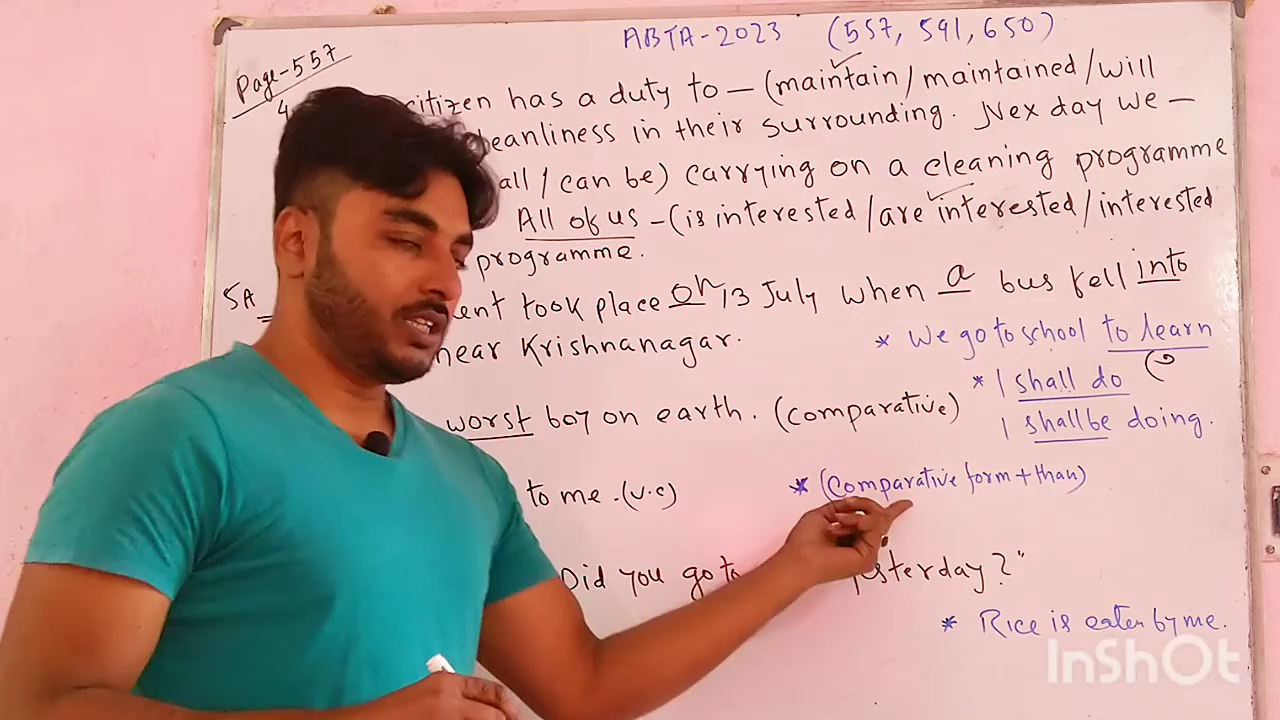 ABTA-2023 (557, 591, 650)
Page-557
4 citizen has a duty to — (maintain / maintained / will
eanliness in their surrounding. Nex day we —
all / can be) carrying on a cleaning programme
All of us - (is interested / are interested / interested
programme.
5A ent took place on 13 July when a bus fell into
near Krishnanagar.
* We go to school to learn
* I shall do
worst boy on earth. (comparative)
I shall be doing.
to me. (v.c)
* (Comparative form + than)
Did you go to yesterday?"
* Rice is eaten by me.
InShOt